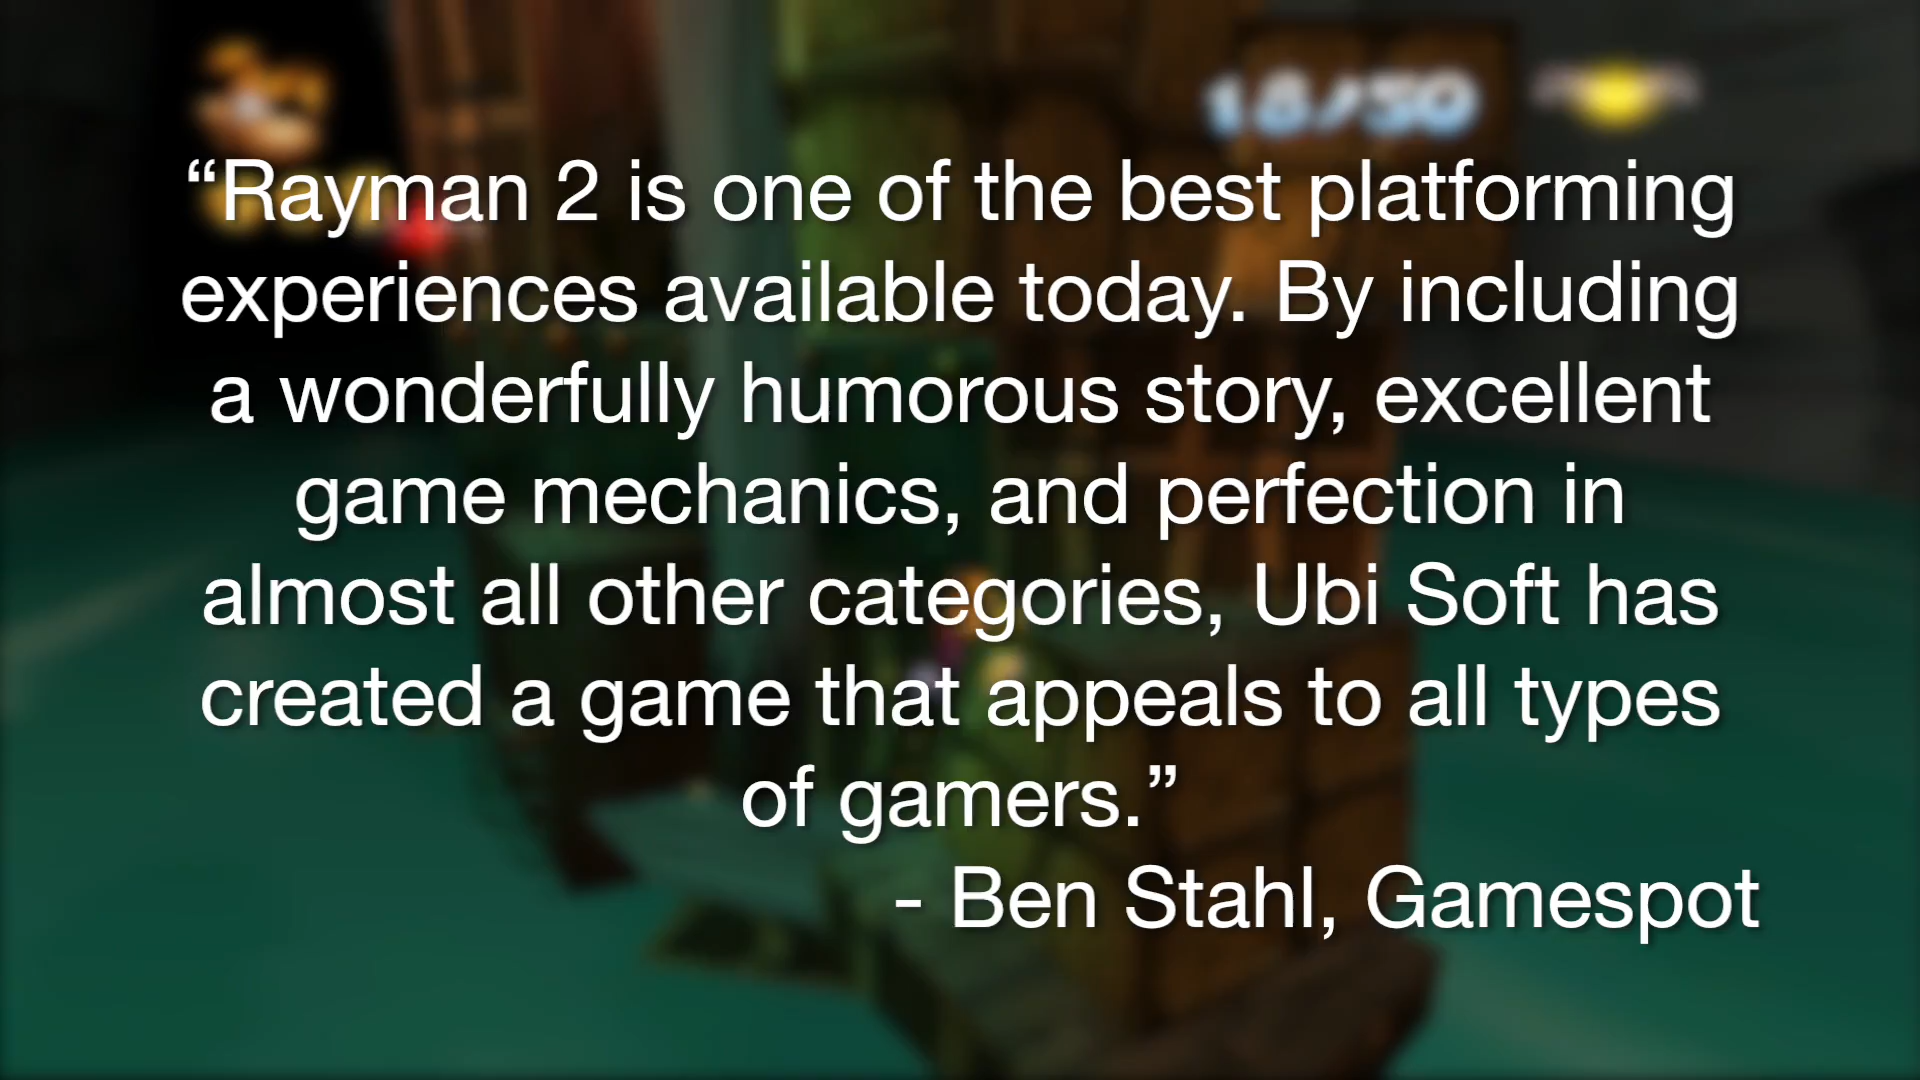 18/50
“Rayman 2 is one of the best platforming
experiences available today. By including
a wonderfully humorous story, excellent
game mechanics, and perfection in
almost all other categories, Ubi Soft has
created a game that appeals to all types
of gamers.”
- Ben Stahl, Gamespot